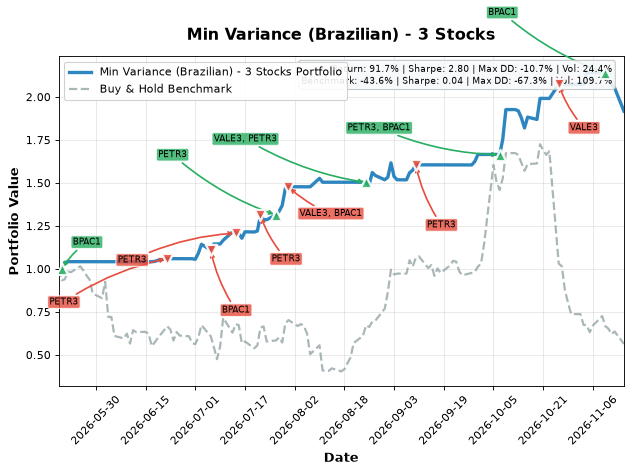 BPAC1
Min Variance (Brazilian) - 3 Stocks
urn: 91.7% | Sharpe: 2.80 | Max DD: -10.7% | Vol: 24.4%
-43.6% | Sharpe: 0.04 | Max DD: -67.3% | Vol: 109.7%
Min Variance (Brazilian) - 3 Stocks Portfolio
Buy & Hold Benchmark
VALE3
PETR3, BPAC1
VALE3, PETR3
PETR3
VALE3, BPAC1
PETR3
BPAC1
PETR3
PETR3
PETR3
BPAC1
Portfolio Value
2.00
1.75
1.50
1.25
1.00
0.75
0.50
2026-05-30
2026-06-15
2026-07-01
2026-07-17
2026-08-02
2026-08-18
2026-09-03
2026-09-19
2026-10-05
2026-10-21
2026-11-06
Date